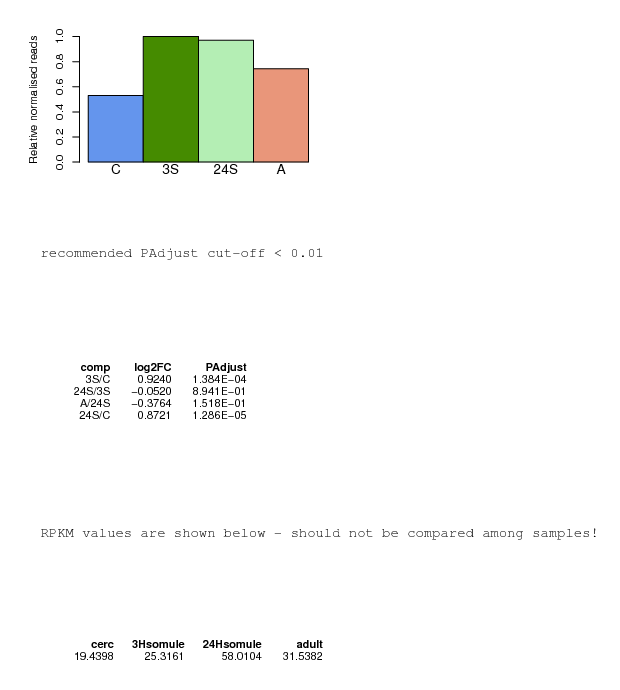 Relative normalised reads
1.0
0.8
0.6
0.4
0.2
0.0
C 3S 24S A
recommended PAdjust cut-off < 0.01
comp log2FC PAdjust
3S/C 0.9240 1.384E-04
24S/3S -0.0520 8.941E-01
A/24S -0.3764 1.518E-01
24S/C 0.8721 1.286E-05
RPKM values are shown below - should not be compared among samples!
cerc 3Hsomule 24Hsomule adult
19.4398 25.3161 58.0104 31.5382